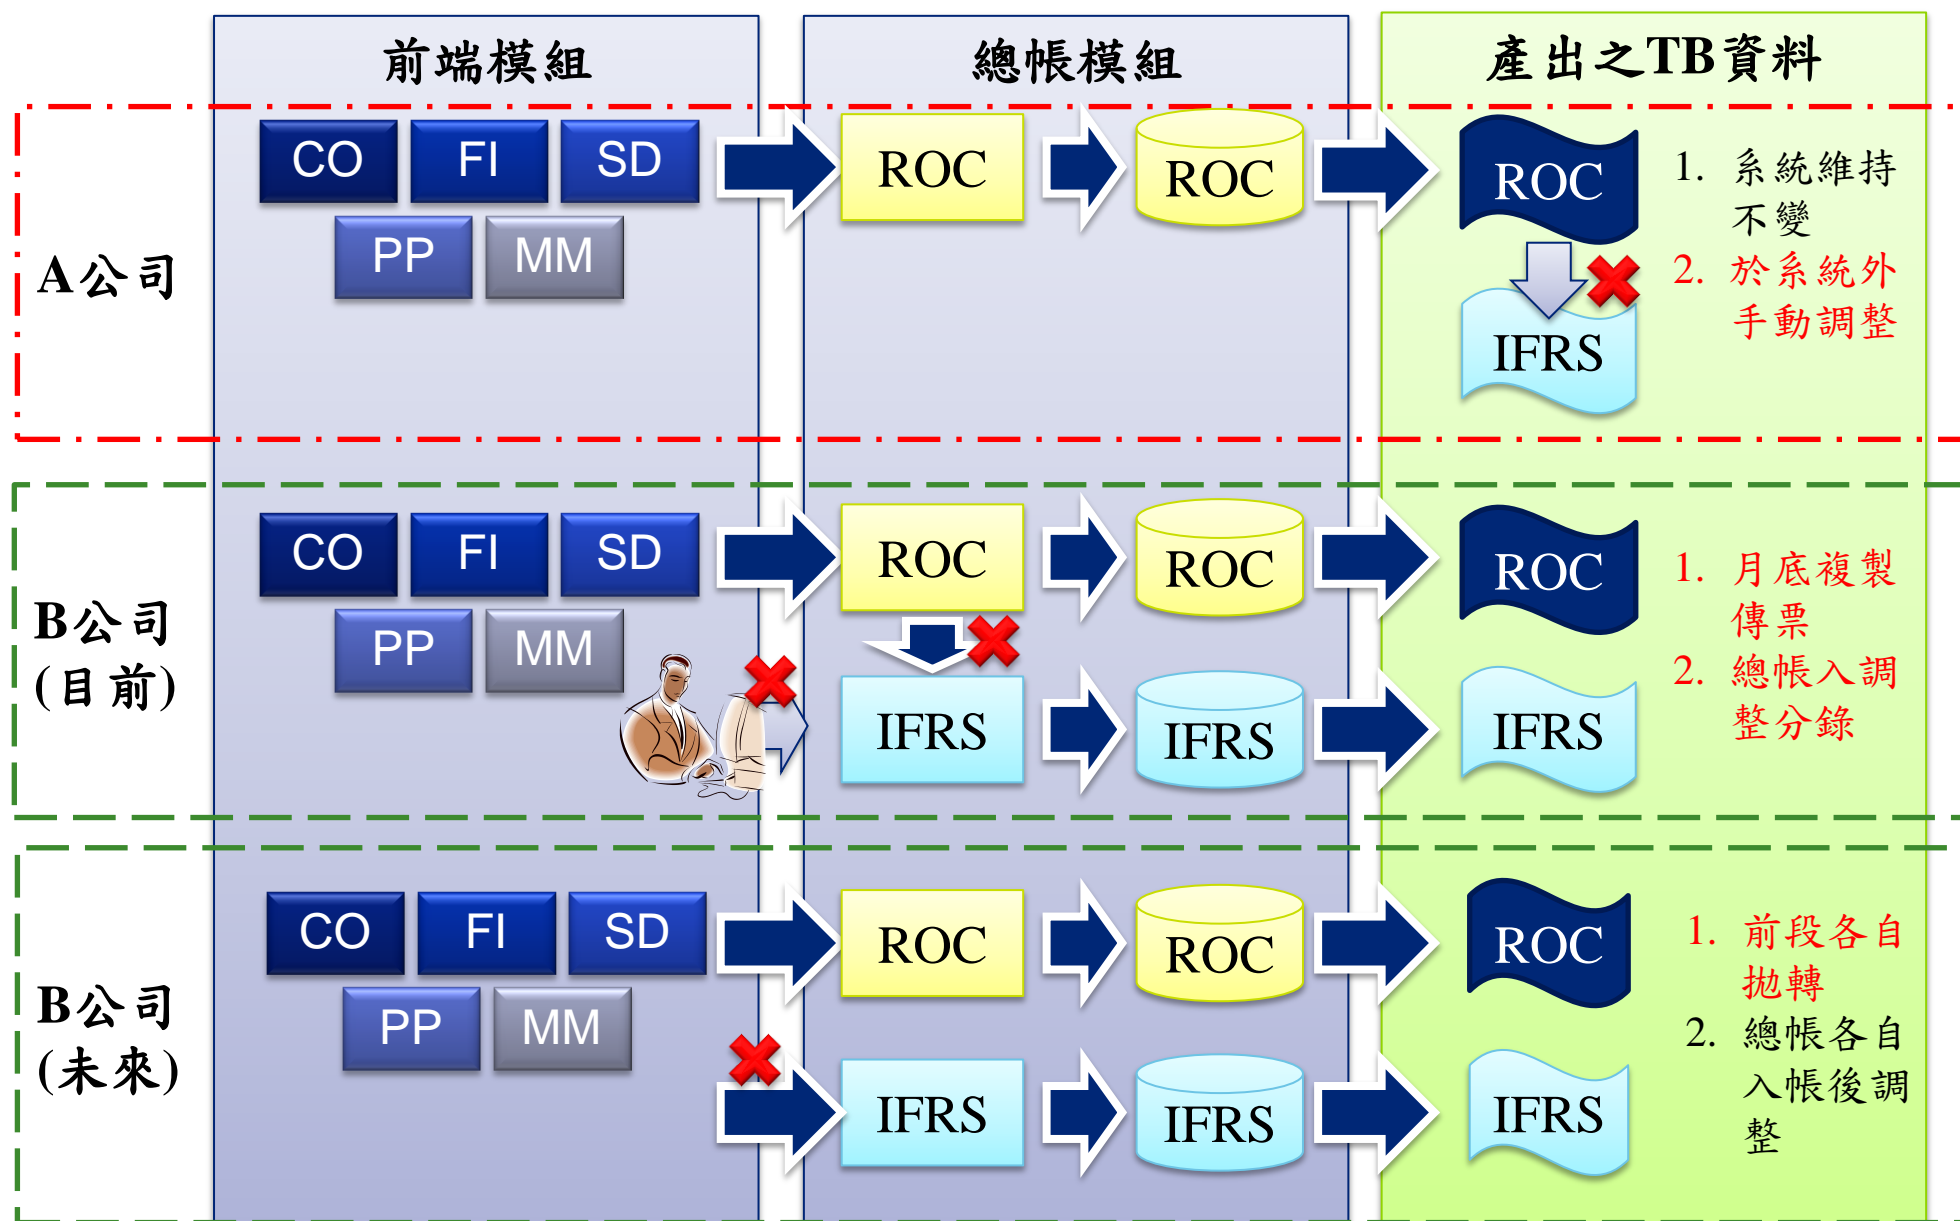 前端模組
總帳模組
產出之TB資料
A公司
CO
FI
SD
PP
MM
ROC
ROC
ROC
IFRS
1. 系統維持
不變
2. 於系統外
手動調整
B公司
(目前)
CO
FI
SD
PP
MM
ROC
ROC
ROC
IFRS
IFRS
IFRS
1. 月底複製
傳票
2. 總帳入調
整分錄
B公司
(未來)
CO
FI
SD
PP
MM
ROC
ROC
ROC
IFRS
IFRS
IFRS
1. 前段各自
拋轉
2. 總帳各自
入帳後調
整